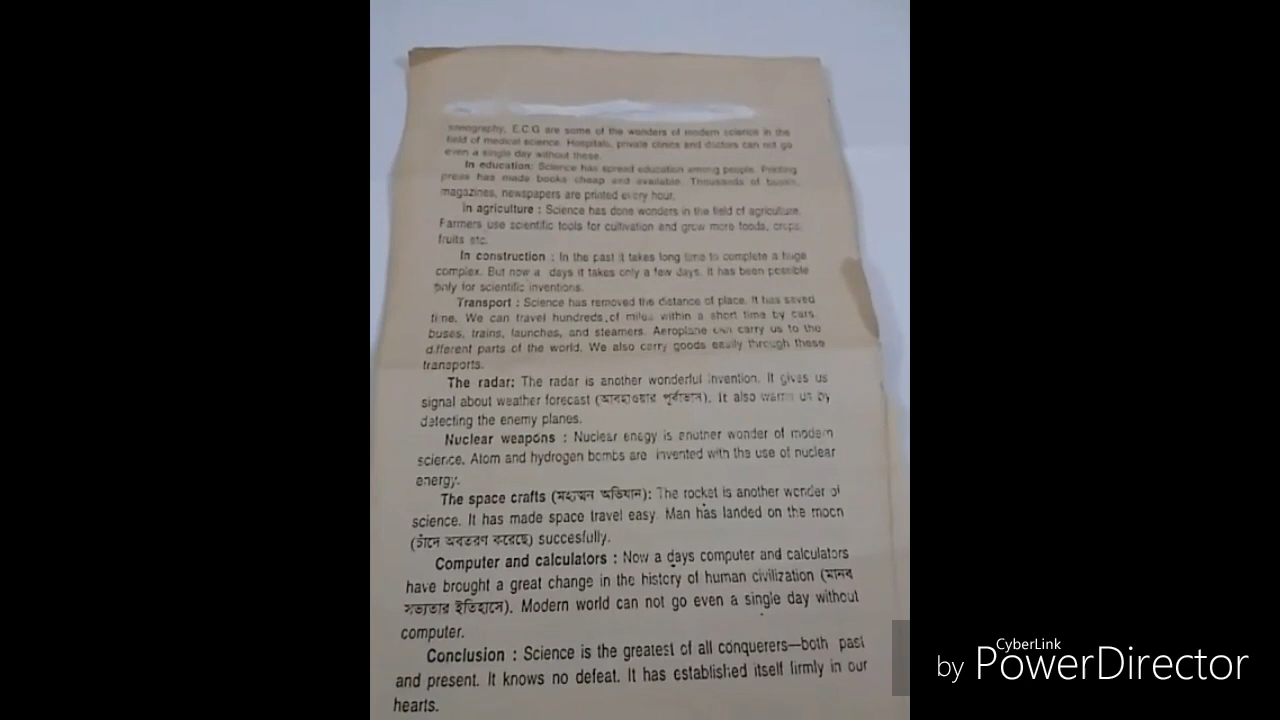 sonography, E.C.G are some of the wonders of modern science in the
field of medical science. Hospitals, private clinics and doctors can not go
even a single day without these.
In education: Science has spread education among people. Printing
press has made books cheap and available. Thousands of books,
magazines, newspapers are printed every hour.
In agriculture : Science has done wonders in the field of agriculture.
Farmers use scientific tools for cultivation and grow more foods, crops,
fruits etc.
In construction : In the past it takes long time to complete a huge
complex. But now a days it takes only a few days. It has been possible
only for scientific inventions.
Transport : Science has removed the distance of place. It has saved
time. We can travel hundreds of miles within a short time by cars,
buses, trains, launches, and steamers. Aeroplane can carry us to the
different parts of the world. We also carry goods easily through these
transports.
The radar: The radar is another wonderful invention. It gives us
signal about weather forecast (আবহাওয়ার পূর্বাভাস). It also warns us by
detecting the enemy planes.
Nuclear weapons : Nuclear enegy is another wonder of modern
science. Atom and hydrogen bombs are invented with the use of nuclear
energy.
The space crafts (অভিযান): The rocket is another wonder of
science. It has made space travel easy. Man has landed on the moon
(চাঁদে অবতরণ করেছে) succesfully.
Computer and calculators : Now a days computer and calculators
have brought a great change in the history of human civilization (মানব
সভ্যতার ইতিহাসে). Modern world can not go even a single day without
computer.
Conclusion : Science is the greatest of all conquerers—both past
and present. It knows no defeat. It has established itself firmly in our
hearts.
CyberLink
by PowerDirector